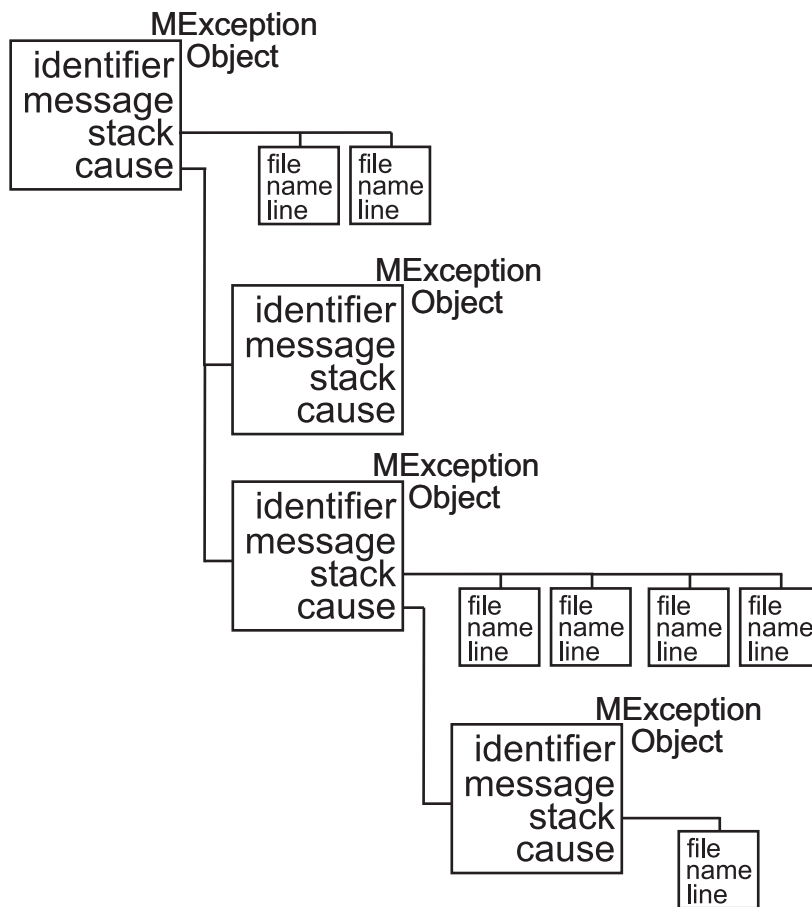 MException
Object
identifier
message
stack
cause
file
name
line
file
name
line
MException
Object
identifier
message
stack
cause
MException
Object
identifier
message
stack
cause
file
name
line
file
name
line
file
name
line
file
name
line
MException
Object
identifier
message
stack
cause
file
name
line